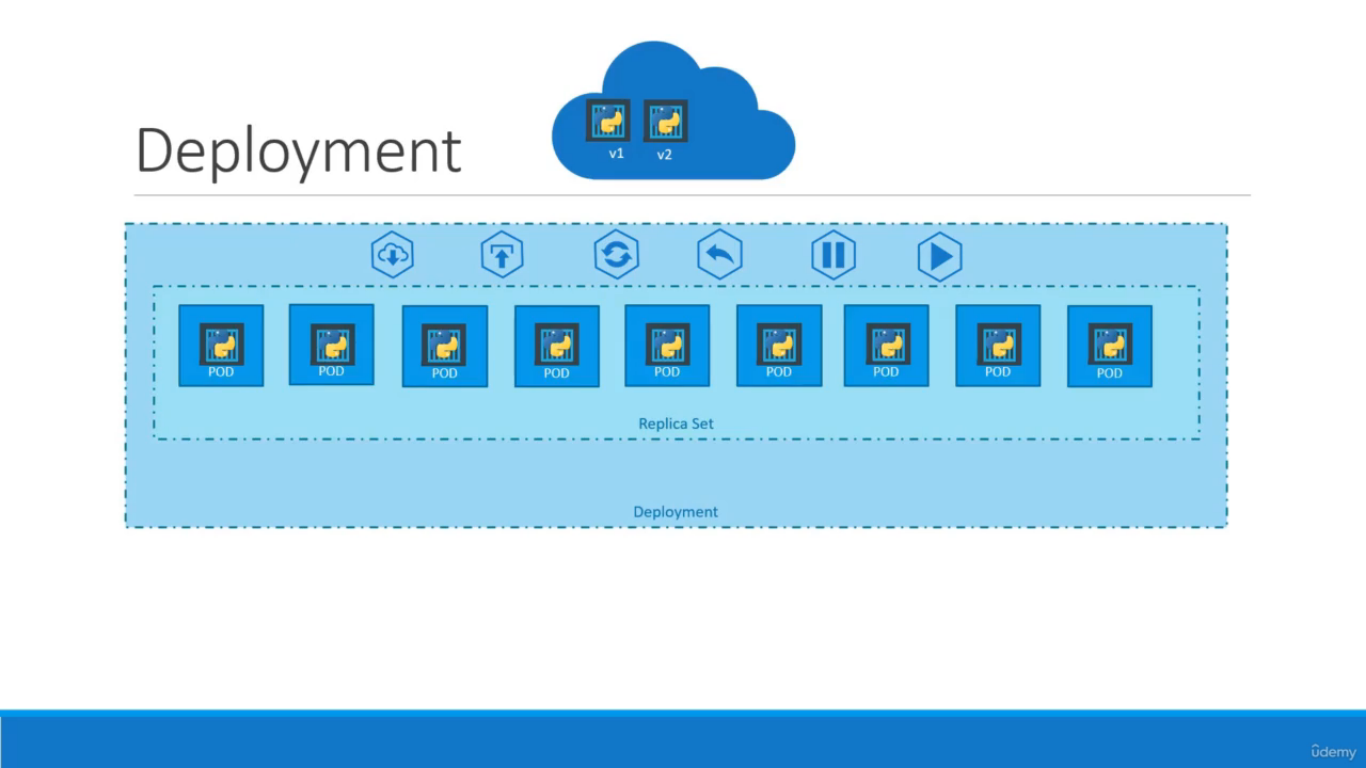 Deployment
v1 v2
POD POD POD POD POD POD POD POD POD
Replica Set
Deployment
ûdemy